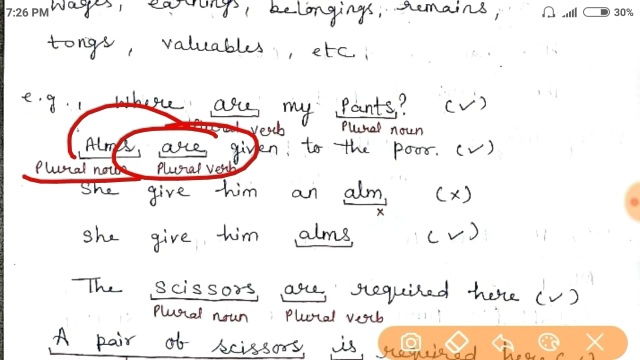 7:26 PM 30%
wages, earnings, belongings, remains,
tongs, valuables, etc.
e.g., Where are my Pants? (✓)
Plural verb Plural noun
Alms are given to the poor. (✓)
Plural noun Plural verb
She give him an alm (x)
x
She give him alms (✓)
The scissors are required here (✓)
Plural noun Plural verb
A pair of scissors is required here (✓)